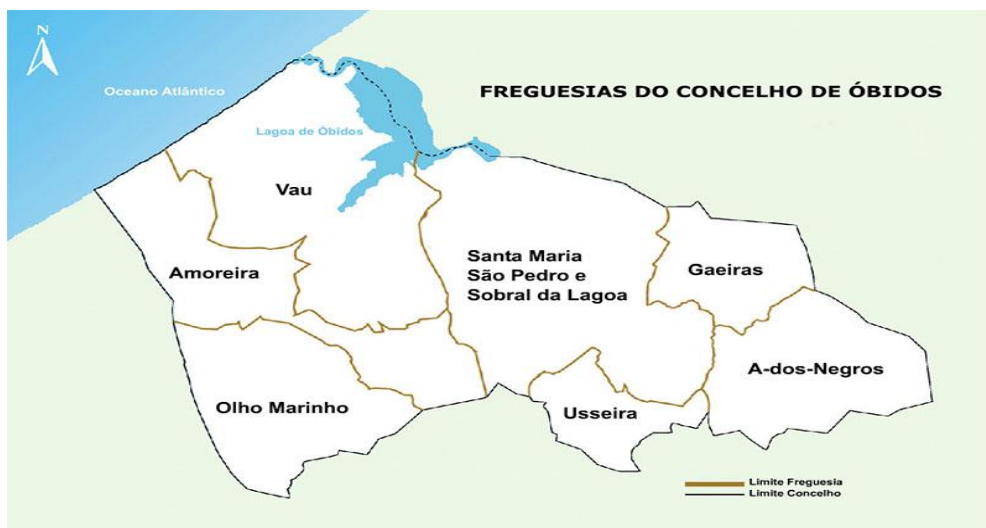 N
Oceano Atlântico
FREGUESIAS DO CONCELHO DE ÓBIDOS
Lagoa de Óbidos
Vau
Amoreira
Santa Maria
São Pedro e
Sobral da Lagoa
Gaeiras
A-dos-Negros
Olho Marinho
Usseira
Limite Freguesia
Limite Concelho